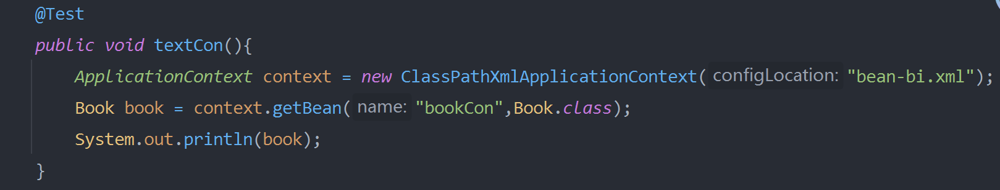 @Test
public void textCon(){
ApplicationContext context = new ClassPathXmlApplicationContext( configLocation: "bean-bi.xml");
Book book = context.getBean( name: "bookCon",Book.class);
System.out.println(book);
}